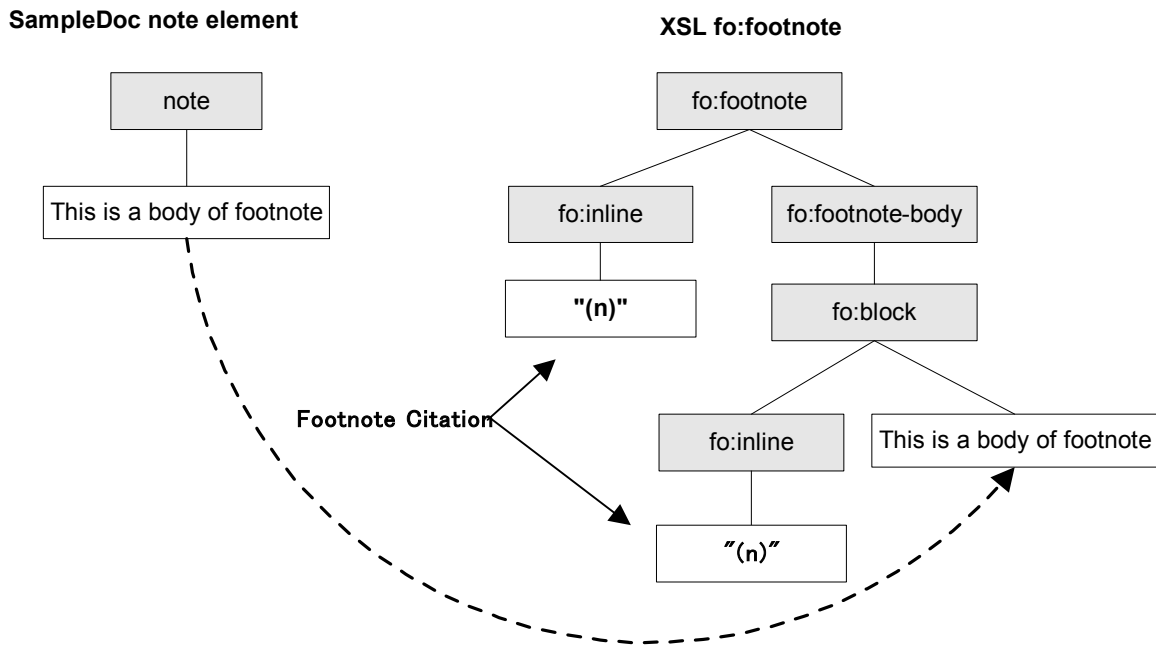 SampleDoc note element
XSL fo:footnote
note
fo:footnote
This is a body of footnote
fo:inline
fo:footnote-body
"(n)"
fo:block
Footnote Citation
fo:inline
This is a body of footnote
"(n)"